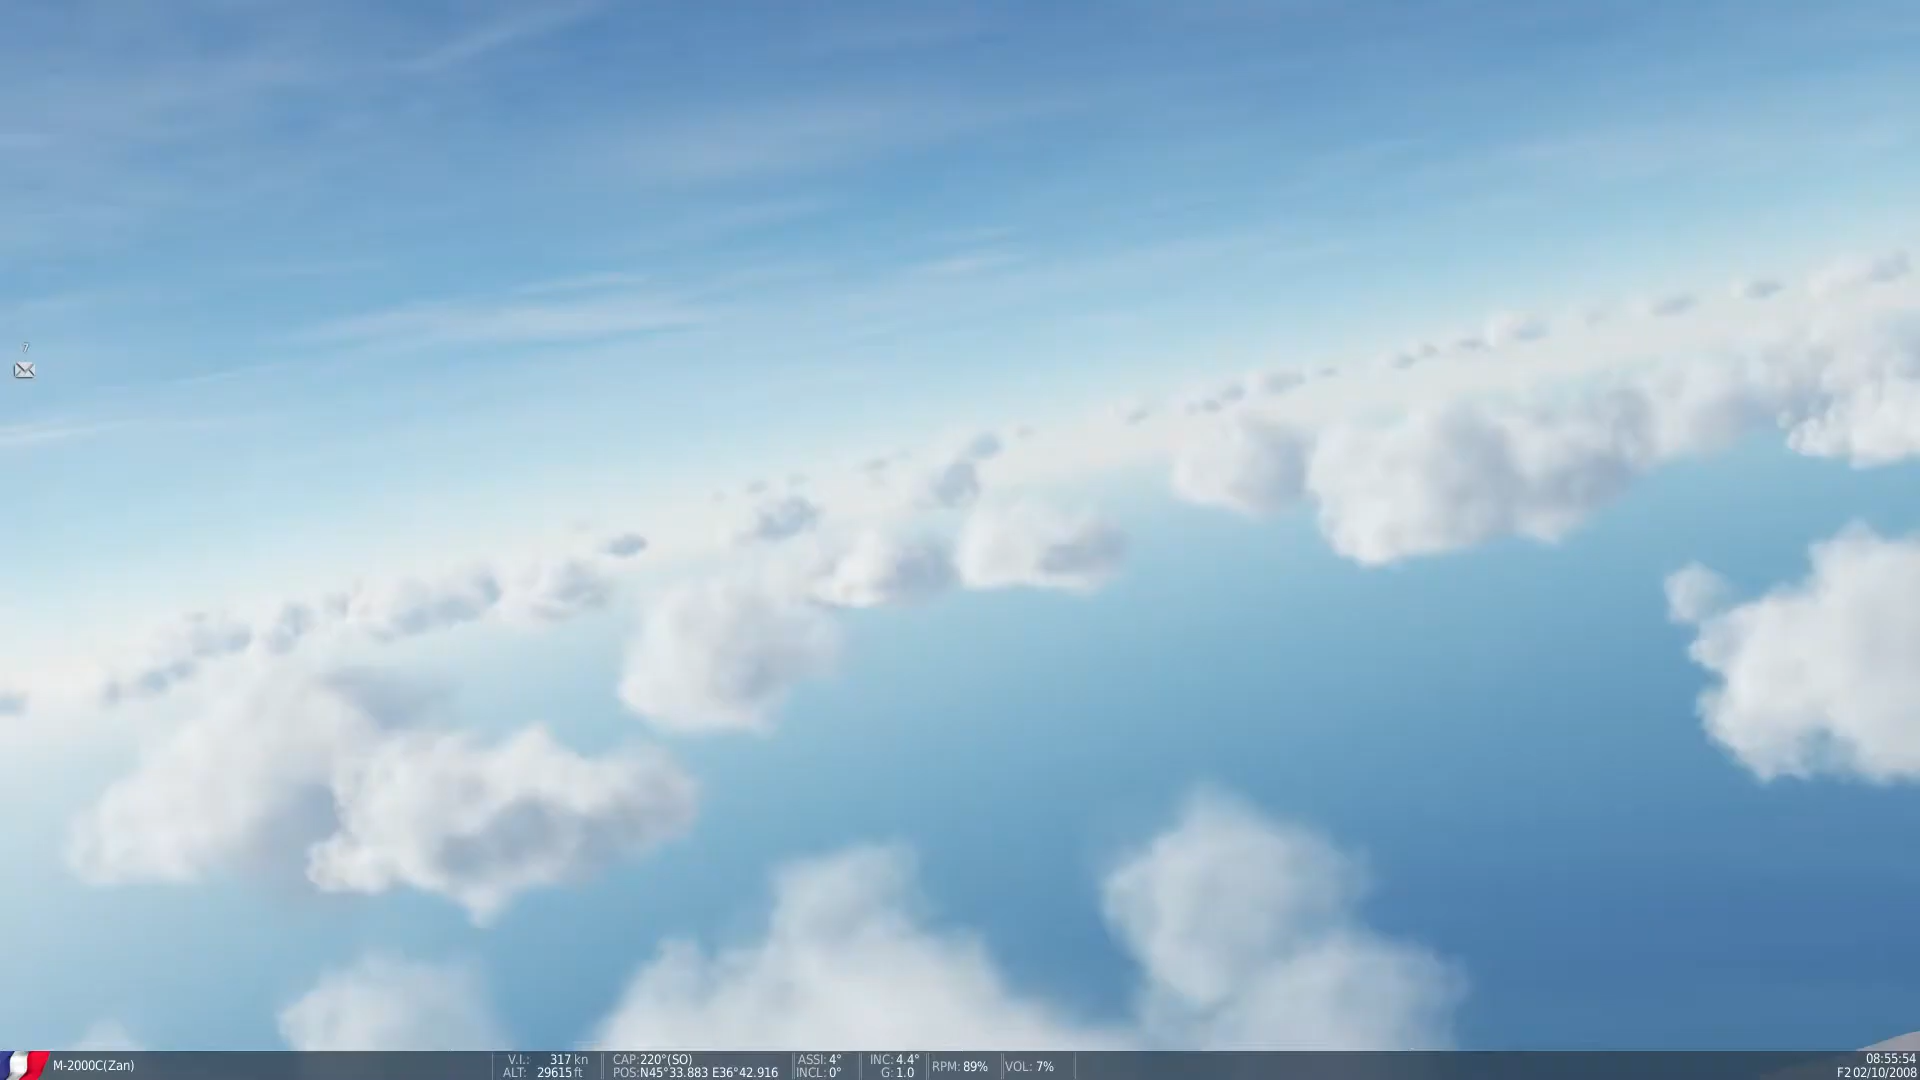 7
M-2000C(Zan)
V.I.: 317 kn
ALT: 29615 ft
CAP: 220°(SO)
POS: N45°33.883 E36°42.916
ASSI: 4°
INCL: 0°
INC: 4.4°
G: 1.0
RPM: 89%
VOL: 7%
08:55:54
F2 02/10/2008